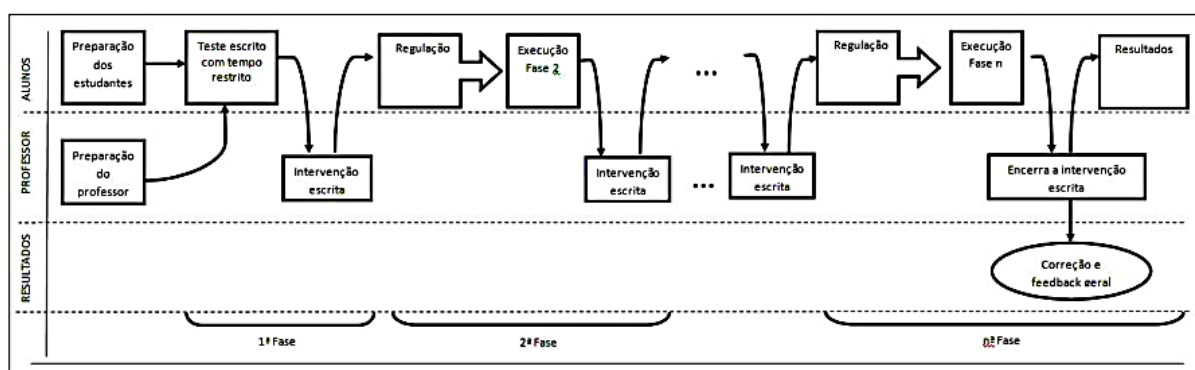 ALUNOS
Preparação
dos
estudantes
Teste escrito
com tempo
restrito
Regulação
Execução
Fase 2
...
Regulação
Execução
Fase n
Resultados
PROFESSOR
Preparação
do
professor
Intervenção
escrita
Intervenção
escrita
...
Intervenção
escrita
Encerra a intervenção
escrita
RESULTADOS
Correção e
feedback geral
1ª Fase
2ª Fase
nª Fase